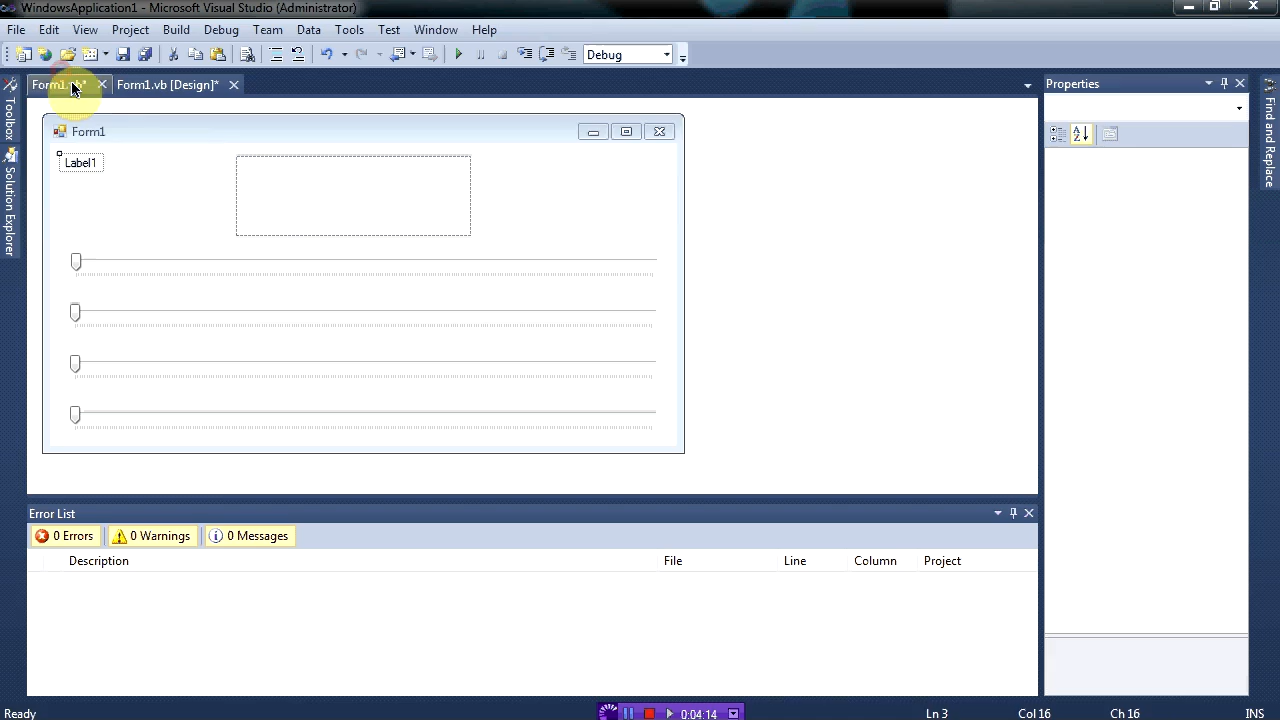 WindowsApplication1 - Microsoft Visual Studio (Administrator)
File Edit View Project Build Debug Team Data Tools Test Window Help
Debug
Form1.vb* Form1.vb [Design]*
Properties
Toolbox
Solution Explorer
Find and Replace
Form1
Label1
Error List
0 Errors 0 Warnings 0 Messages
Description File Line Column Project
Ready Ln 3 Col 16 Ch 16 INS
0:04:14